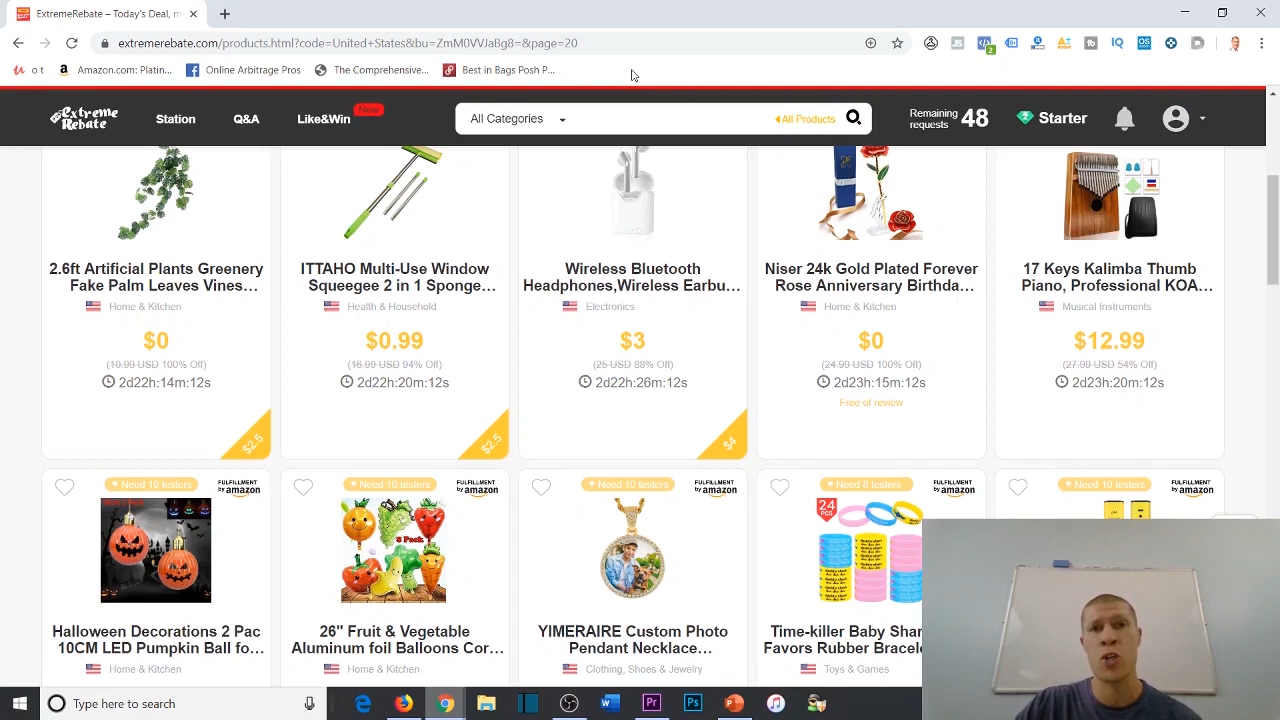 ExtremeRebate – Today's Deal, m
extremerebate.com/products.html?code=United+States&bu=7mM0VVJaBg8=&page=20
o t
Amazon.com: Platin...
Online Arbitrage Pros
The Comprehensive...
Best in Bags Posh P...
Extreme Rebate
Station
Q&A
Like&Win
New
All Categories
All Products
Remaining requests 48
Starter
2.6ft Artificial Plants Greenery
Fake Palm Leaves Vines...
Home & Kitchen
$0
(10.99 USD 100% Off)
2d22h:14m:12s
$2.5
ITTAHO Multi-Use Window
Squeegee 2 in 1 Sponge...
Health & Household
$0.99
(16.99 USD 94% Off)
2d22h:20m:12s
$2.5
Wireless Bluetooth
Headphones,Wireless Earbu...
Electronics
$3
(25 USD 88% Off)
2d22h:26m:12s
$4
Niser 24k Gold Plated Forever
Rose Anniversary Birthda...
Home & Kitchen
$0
(24.99 USD 100% Off)
2d23h:15m:12s
Free of review
17 Keys Kalimba Thumb
Piano, Professional KOA...
Musical Instruments
$12.99
(27.99 USD 54% Off)
2d23h:20m:12s
Need 10 testers
FULFILLMENT
by amazon
Halloween Decorations 2 Pac
10CM LED Pumpkin Ball fo...
Home & Kitchen
Need 10 testers
FULFILLMENT
by amazon
8 Pack
26" Fruit & Vegetable
Aluminum foil Balloons Cor...
Home & Kitchen
Need 10 testers
FULFILLMENT
by amazon
YIMERAIRE Custom Photo
Pendant Necklace...
Clothing, Shoes & Jewelry
Need 8 testers
FULFILLMENT
by amazon
24
PCS
Time-killer Baby Shar
Favors Rubber Bracele
Toys & Games
Need 10 testers
FULFILLMENT
by amazon
Type here to search